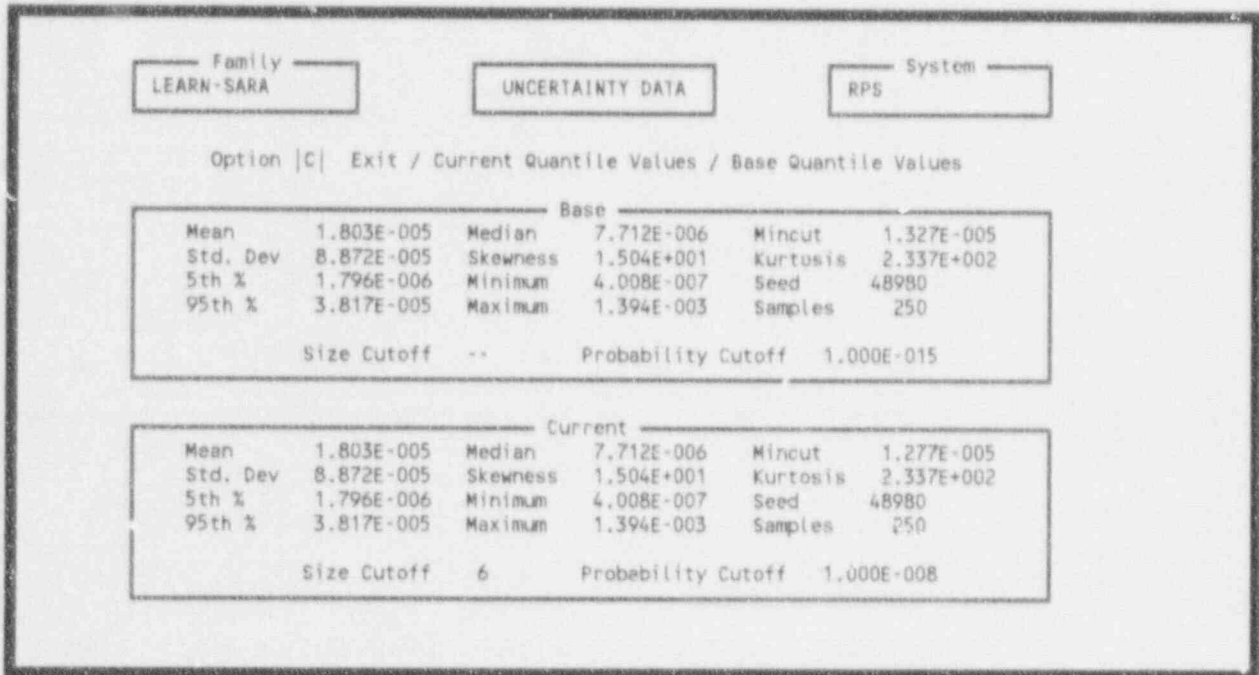 Family
LEARN-SARA
UNCERTAINTY DATA
System
RPS
Option |C| Exit / Current Quantile Values / Base Quantile Values
Base
Mean 1.803E-005 Median 7.712E-006 Mincut 1.327E-005
Std. Dev 8.872E-005 Skewness 1.504E+001 Kurtosis 2.337E+002
5th % 1.796E-006 Minimum 4.008E-007 Seed 48980
95th % 3.817E-005 Maximum 1.394E-003 Samples 250
Size Cutoff -- Probability Cutoff 1.000E-015
Current
Mean 1.803E-005 Median 7.712E-006 Mincut 1.277E-005
Std. Dev 8.872E-005 Skewness 1.504E+001 Kurtosis 2.337E+002
5th % 1.796E-006 Minimum 4.008E-007 Seed 48980
95th % 3.817E-005 Maximum 1.394E-003 Samples 250
Size Cutoff 6 Probability Cutoff 1.000E-008